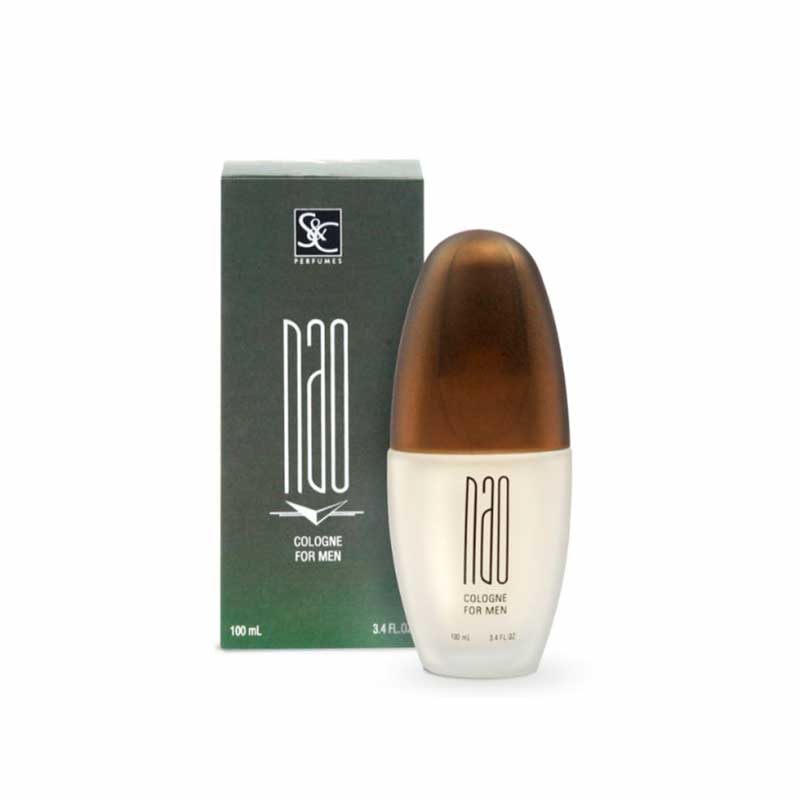 S&C
PERFUMES
nao
COLOGNE
FOR MEN
100 mL 3.4 FL.OZ
nao
COLOGNE
FOR MEN
100 mL 3.4 FL.OZ